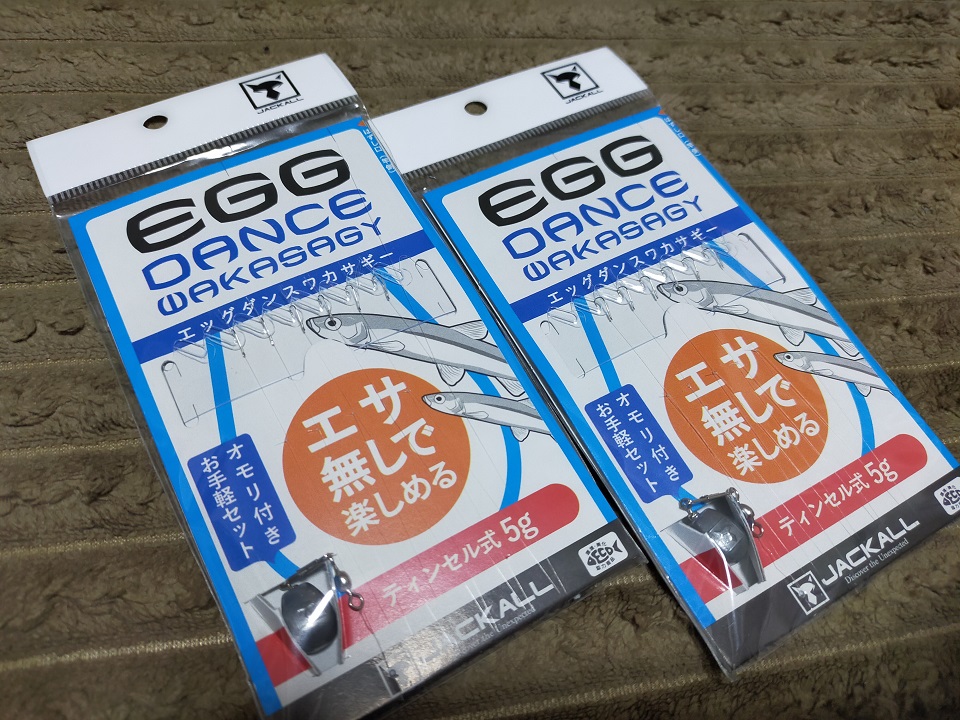 JACKALL
EGG
DANCE
WAKASAGY
エッグダンスワカサギー
エサ
無しで
楽しめる
オモリ付き
お手軽セット
ティンセル式 5g
ECO
JACKALL
JACKALL
EGG
DANCE
WAKASAGY
エッグダンスワカサギー
エサ
無しで
楽しめる
オモリ付き
お手軽セット
ティンセル式 5g
ECO
JACKALL
Discover the Unexpected